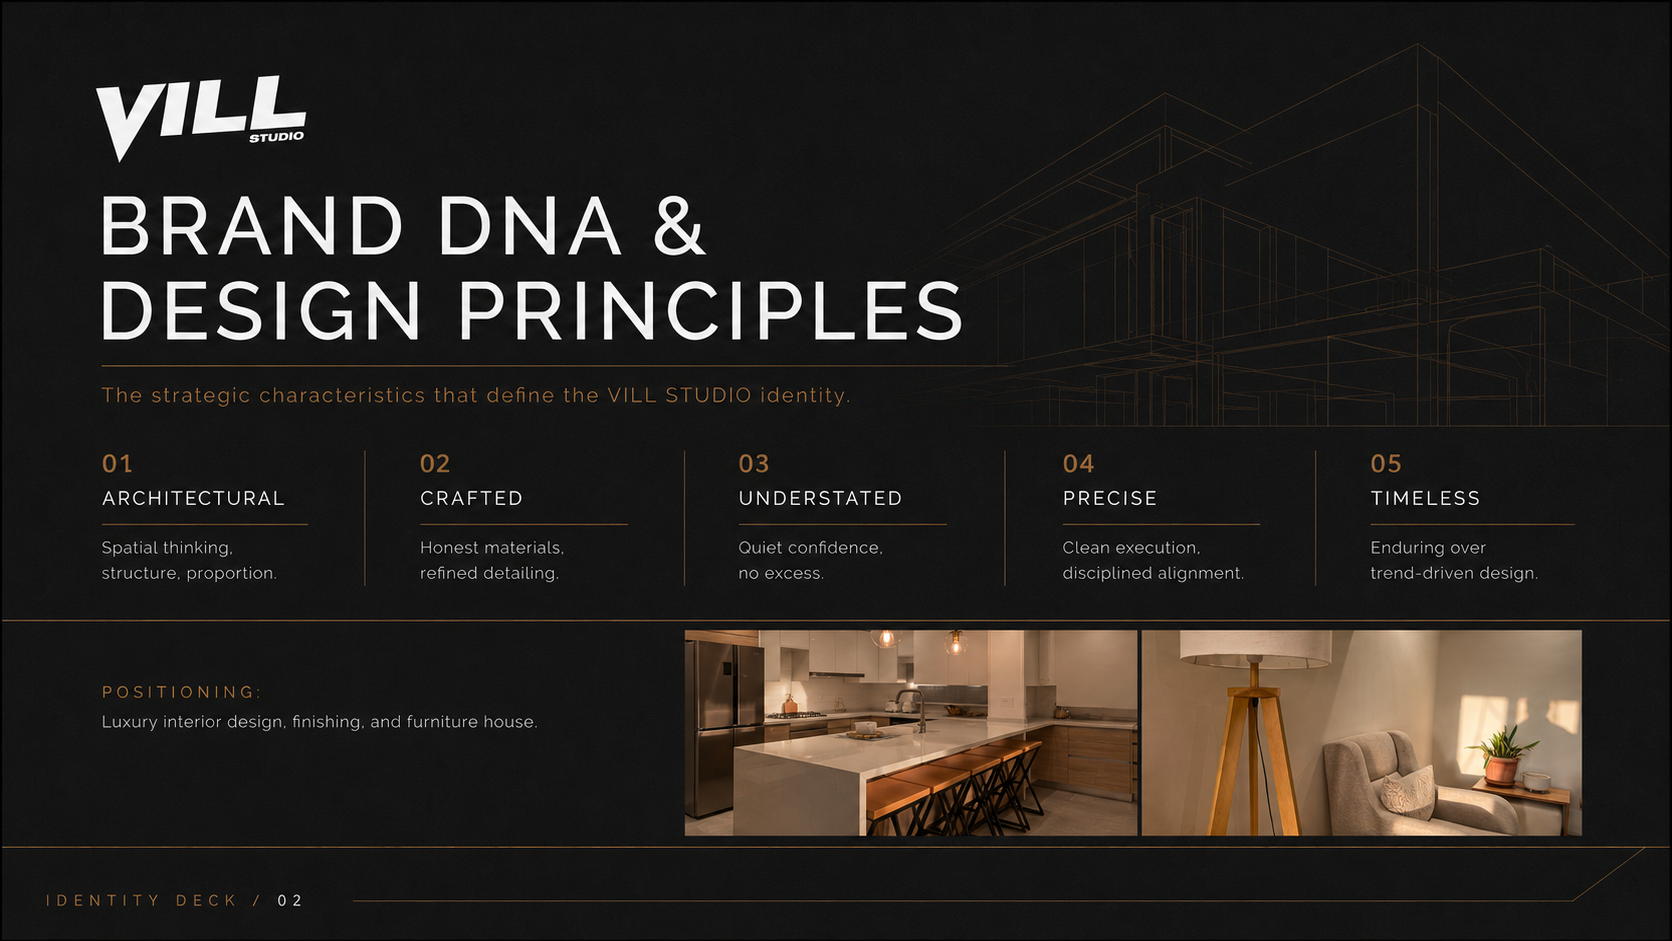 VILL
STUDIO
BRAND DNA &
DESIGN PRINCIPLES
The strategic characteristics that define the VILL STUDIO identity.
01
ARCHITECTURAL
Spatial thinking,
structure, proportion.
02
CRAFTED
Honest materials,
refined detailing.
03
UNDERSTATED
Quiet confidence,
no excess.
04
PRECISE
Clean execution,
disciplined alignment.
05
TIMELESS
Enduring over
trend-driven design.
POSITIONING:
Luxury interior design, finishing, and furniture house.
IDENTITY DECK / 02